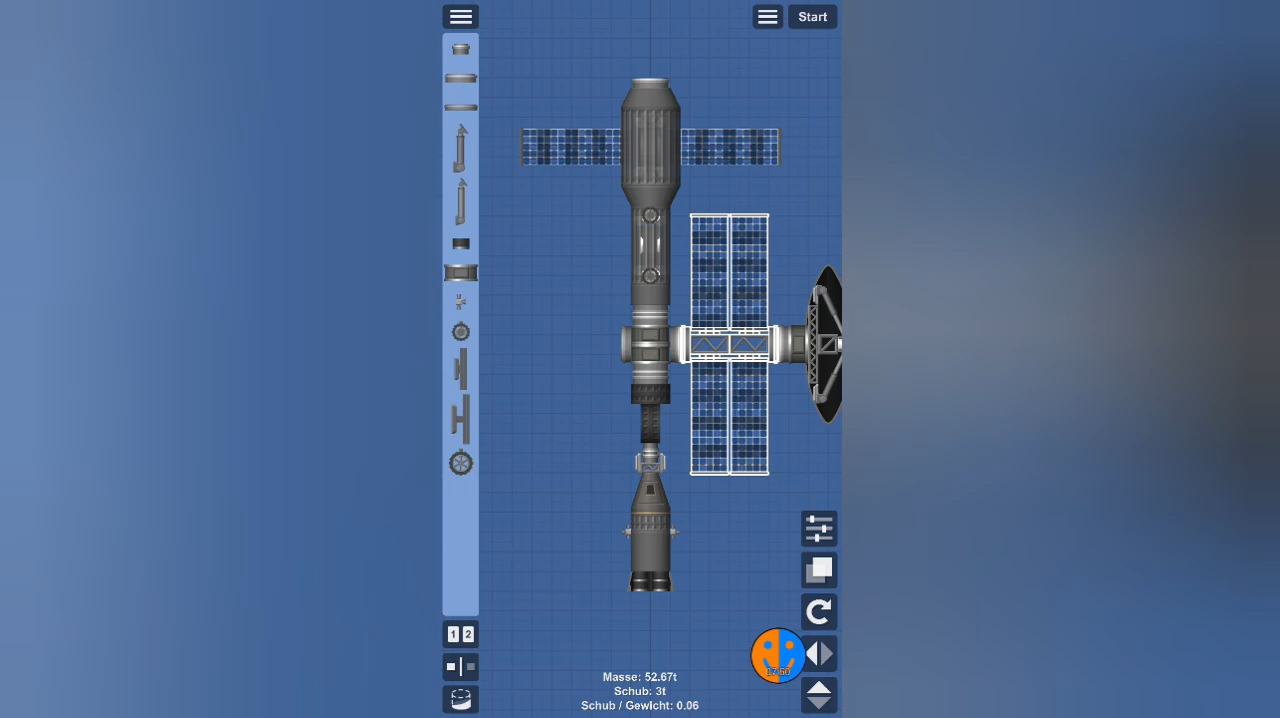 Start
1 2
Masse: 52.67t
Schub: 3t
Schub / Gewicht: 0.06